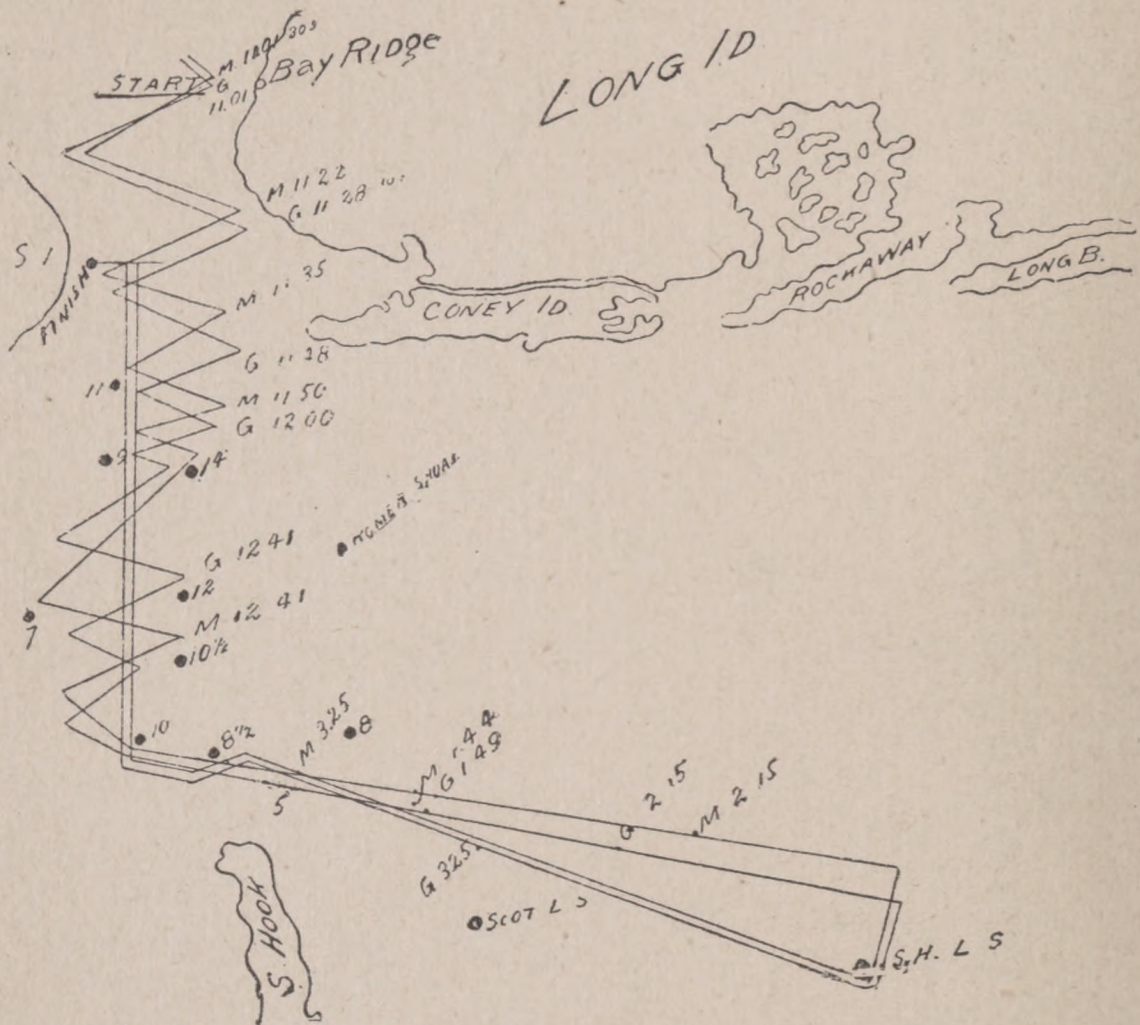 START
M
G
11.01
Bay Ridge
LONG ID
M 11 22
G 11 28
S I
FINISH
M 11 35
CONEY ID.
ROCKAWAY
LONG B.
G 11 28
11
M 11 50
G 12 00
9
14
G 12 41
12
7
M 12 41
10½
10
8½
M 3.25
8
M 1.44
G 1 49
5
G 2 15
M 2 15
G 3 25
S. HOOK
SCOT L S
S.H. L S